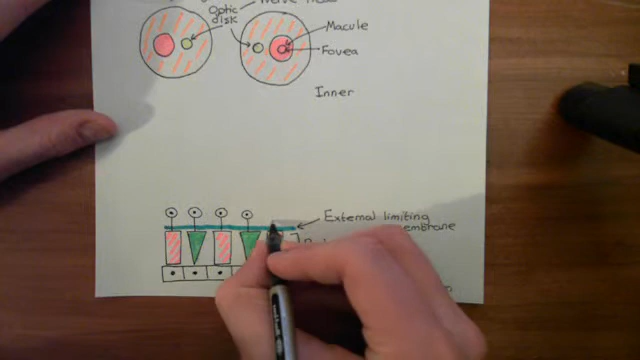 Optic
disk
Macule
Fovea
Inner
External limiting
membrane